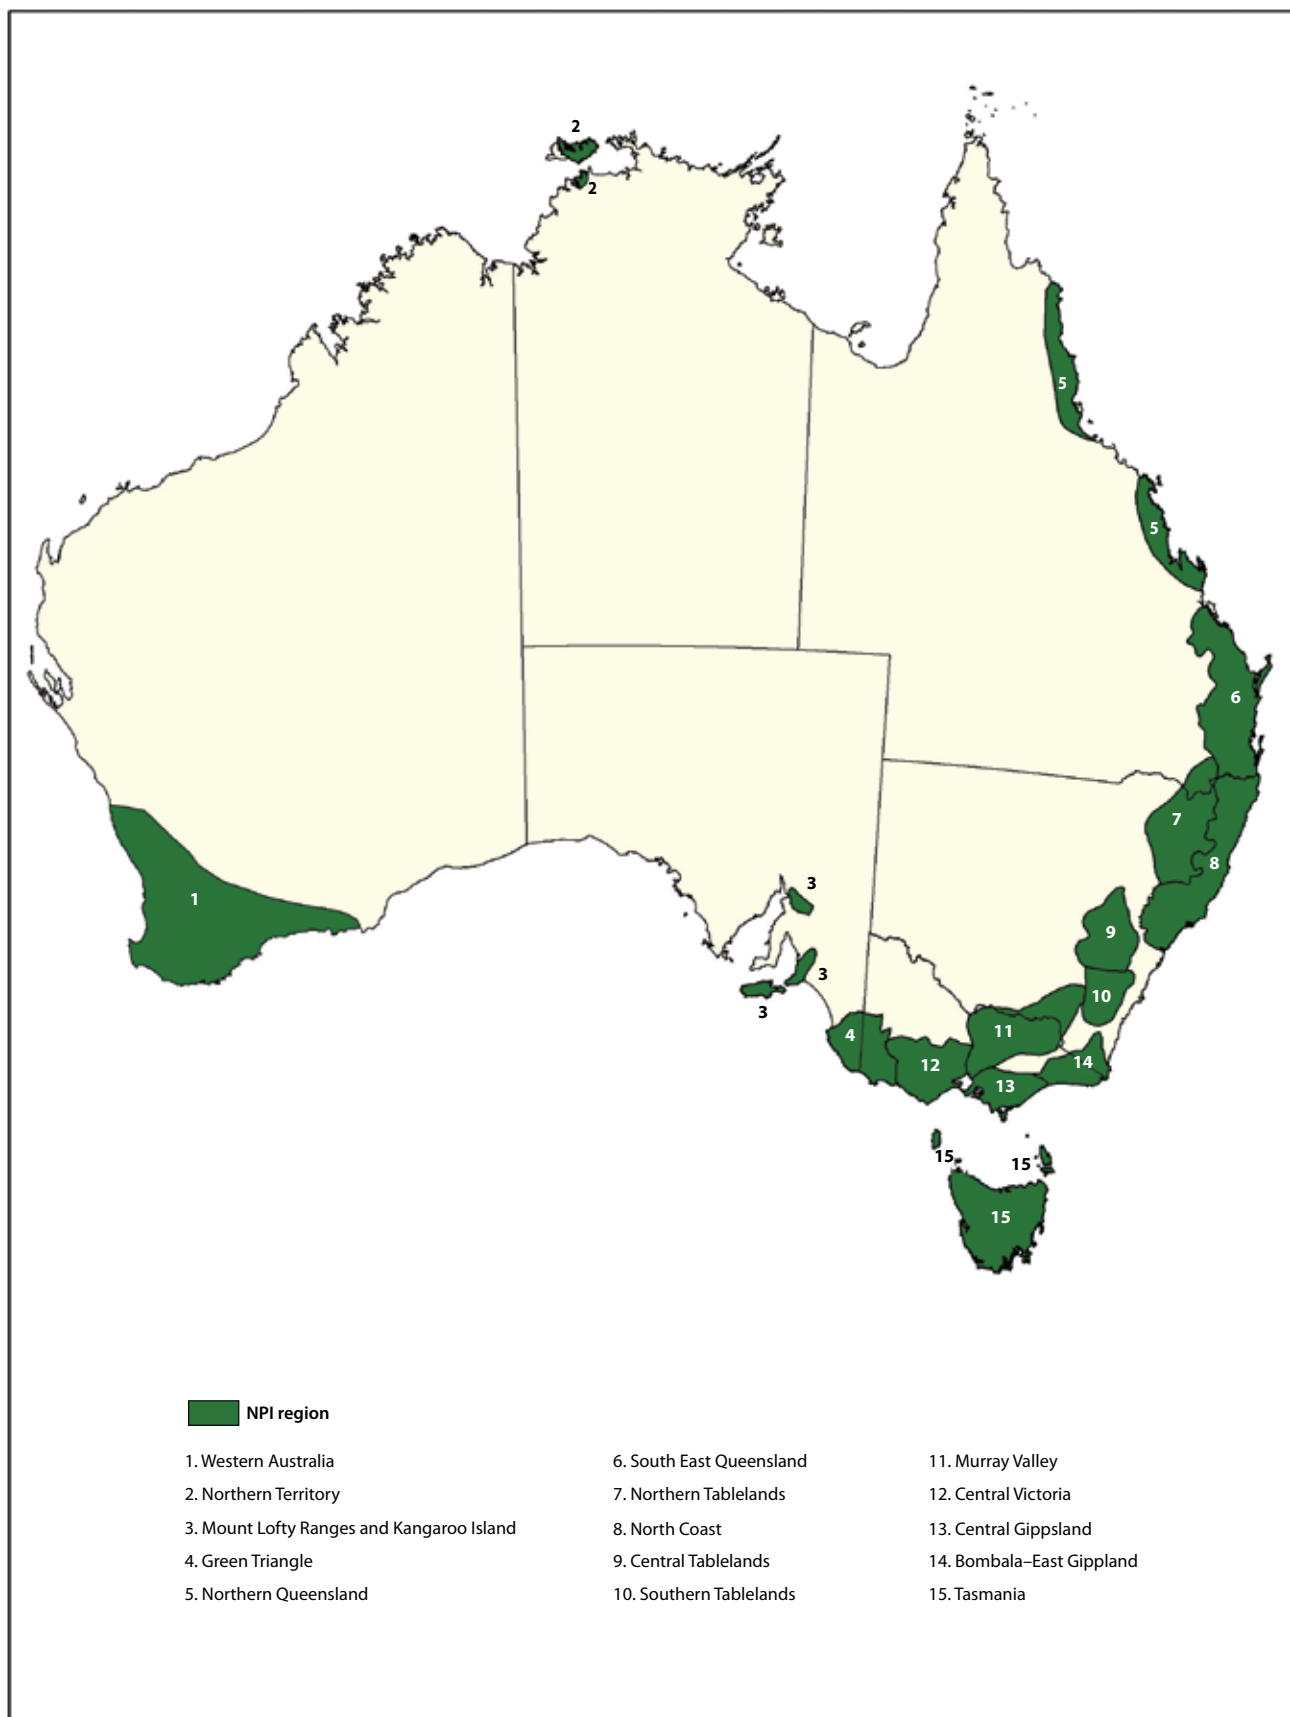 2
2
5
5
6
7
8
3
9
3
10
3
4
11
12
14
13
15
15
15
NPI region
1. Western Australia
2. Northern Territory
3. Mount Lofty Ranges and Kangaroo Island
4. Green Triangle
5. Northern Queensland
6. South East Queensland
7. Northern Tablelands
8. North Coast
9. Central Tablelands
10. Southern Tablelands
11. Murray Valley
12. Central Victoria
13. Central Gippsland
14. Bombala–East Gippland
15. Tasmania
1